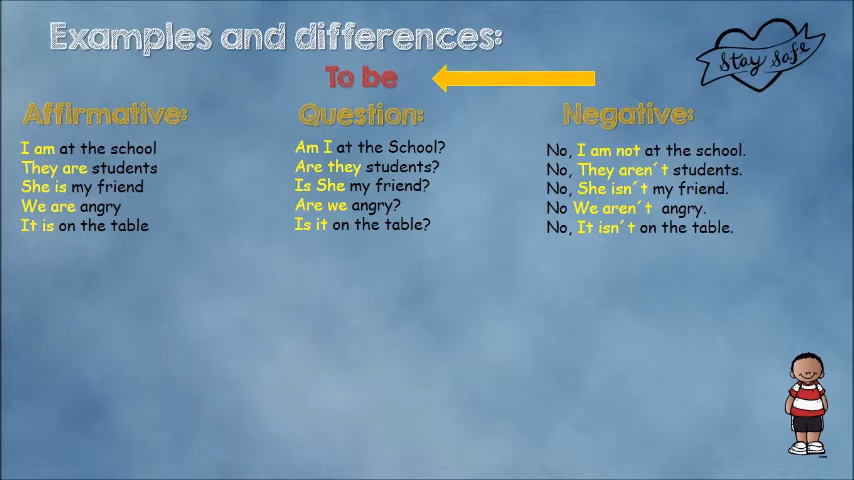 Examples and differences:
Stay Safe
To be
Affirmative:
I am at the school
They are students
She is my friend
We are angry
It is on the table
Question:
Am I at the School?
Are they students?
Is She my friend?
Are we angry?
Is it on the table?
Negative:
No, I am not at the school.
No, They aren´t students.
No, She isn´t my friend.
No We aren´t angry.
No, It isn´t on the table.